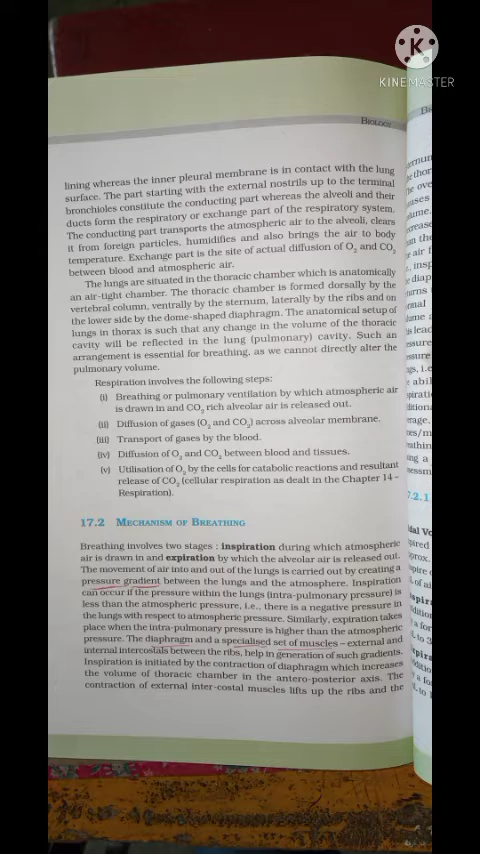 K
KINEMASTER
BIOLOGY
lining whereas the inner pleural membrane is in contact with the lung
surface. The part starting with the external nostrils up to the terminal
bronchioles constitute the conducting part whereas the alveoli and their
ducts form the respiratory or exchange part of the respiratory system.
The conducting part transports the atmospheric air to the alveoli, clears
it from foreign particles, humidifies and also brings the air to body
temperature. Exchange part is the site of actual diffusion of O₂ and CO₂
between blood and atmospheric air.
The lungs are situated in the thoracic chamber which is anatomically
an air-tight chamber. The thoracic chamber is formed dorsally by the
vertebral column, ventrally by the sternum, laterally by the ribs and on
the lower side by the dome-shaped diaphragm. The anatomical setup of
lungs in thorax is such that any change in the volume of the thoracic
cavity will be reflected in the lung (pulmonary) cavity. Such an
arrangement is essential for breathing, as we cannot directly alter the
pulmonary volume.
Respiration involves the following steps:
(i) Breathing or pulmonary ventilation by which atmospheric air
is drawn in and CO₂ rich alveolar air is released out.
(ii) Diffusion of gases (O₂ and CO₂) across alveolar membrane.
(iii) Transport of gases by the blood.
(iv) Diffusion of O₂ and CO₂ between blood and tissues.
(v) Utilisation of O₂ by the cells for catabolic reactions and resultant
release of CO₂ (cellular respiration as dealt in the Chapter 14 –
Respiration).
17.2 MECHANISM OF BREATHING
Breathing involves two stages : inspiration during which atmospheric
air is drawn in and expiration by which the alveolar air is released out.
The movement of air into and out of the lungs is carried out by creating a
pressure gradient between the lungs and the atmosphere. Inspiration
can occur if the pressure within the lungs (intra-pulmonary pressure) is
less than the atmospheric pressure, i.e., there is a negative pressure in
the lungs with respect to atmospheric pressure. Similarly, expiration takes
place when the intra-pulmonary pressure is higher than the atmospheric
pressure. The diaphragm and a specialised set of muscles – external and
internal intercostals between the ribs, help in generation of such gradients.
Inspiration is initiated by the contraction of diaphragm which increases
the volume of thoracic chamber in the antero-posterior axis. The
contraction of external inter-costal muscles lifts up the ribs and the